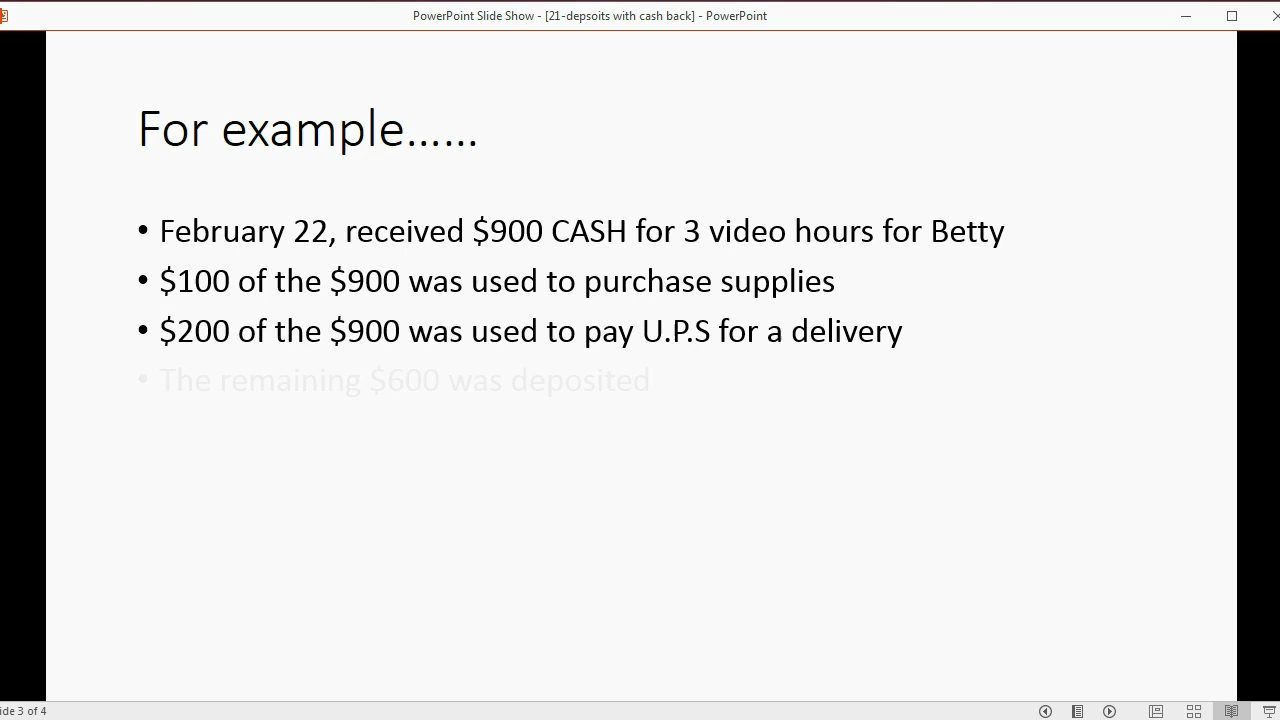 PowerPoint Slide Show - [21-depsoits with cash back] - PowerPoint
For example......
• February 22, received $900 CASH for 3 video hours for Betty
• $100 of the $900 was used to purchase supplies
• $200 of the $900 was used to pay U.P.S for a delivery
• The remaining $600 was deposited
ide 3 of 4